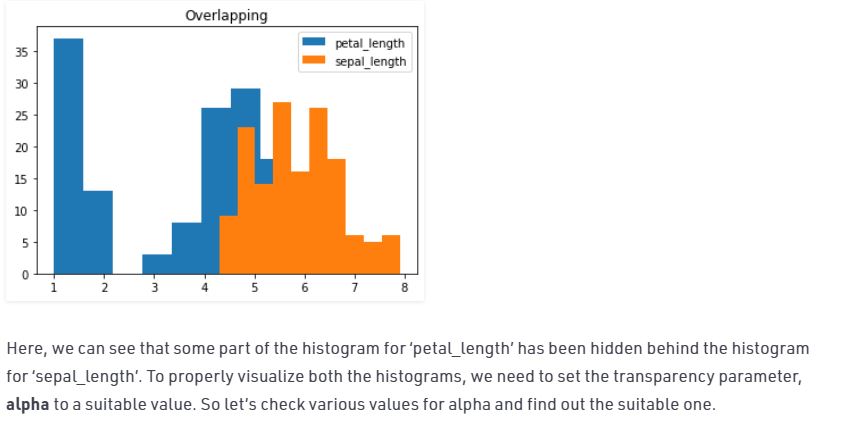 Overlapping
petal_length
sepal_length
35
30
25
20
15
10
5
0
1 2 3 4 5 6 7 8
Here, we can see that some part of the histogram for ‘petal_length’ has been hidden behind the histogram
for ‘sepal_length’. To properly visualize both the histograms, we need to set the transparency parameter,
alpha to a suitable value. So let’s check various values for alpha and find out the suitable one.